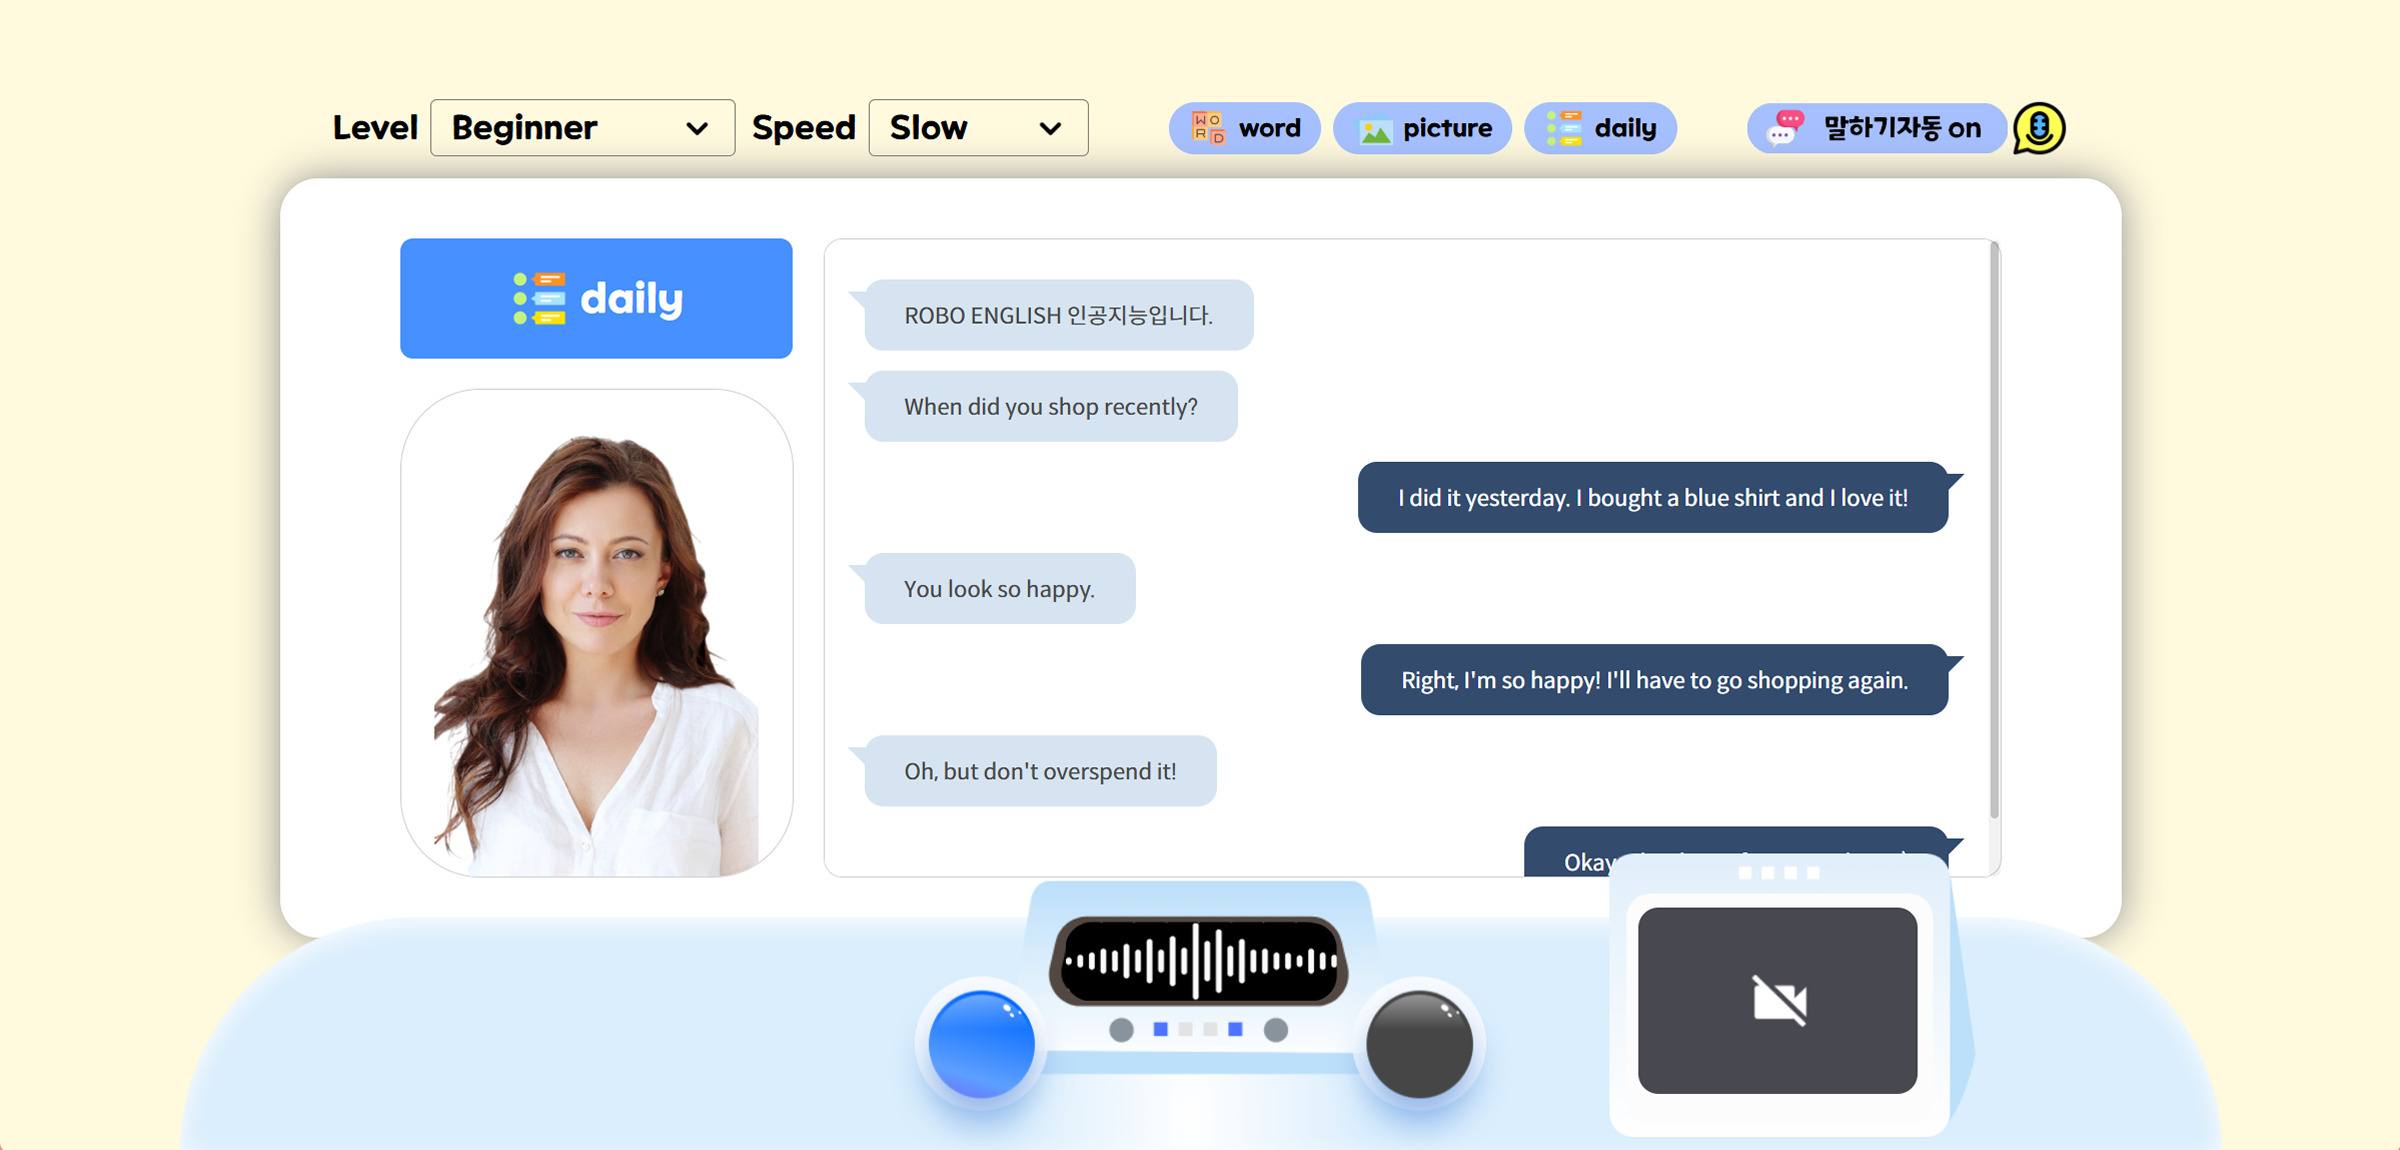 Level Beginner Speed Slow word picture daily 말하기자동 on
daily
ROBO ENGLISH 인공지능입니다.
When did you shop recently?
I did it yesterday. I bought a blue shirt and I love it!
You look so happy.
Right, I'm so happy! I'll have to go shopping again.
Oh, but don't overspend it!
Okay